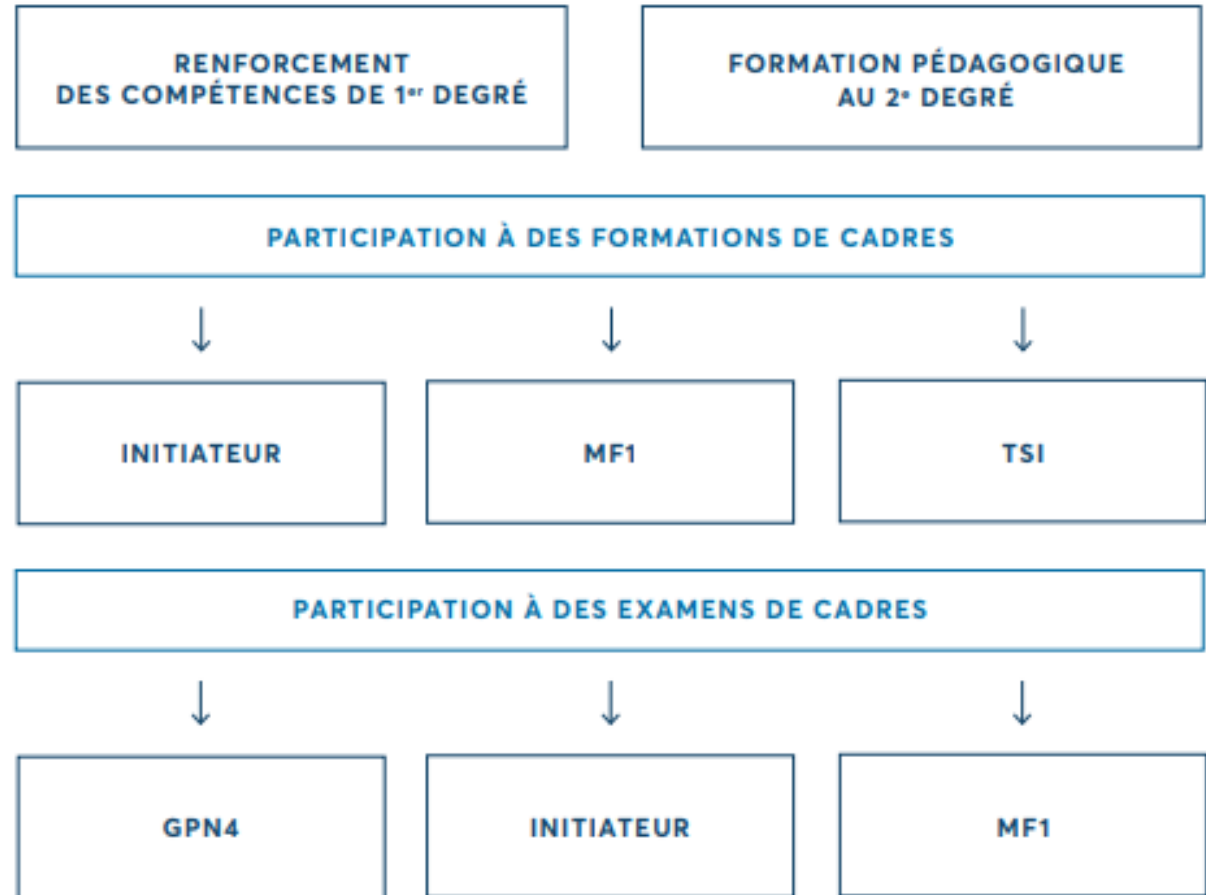 RENFORCEMENT
DES COMPÉTENCES DE 1er DEGRÉ
FORMATION PÉDAGOGIQUE
AU 2e DEGRÉ
PARTICIPATION À DES FORMATIONS DE CADRES
INITIATEUR
MF1
TSI
PARTICIPATION À DES EXAMENS DE CADRES
GPN4
INITIATEUR
MF1